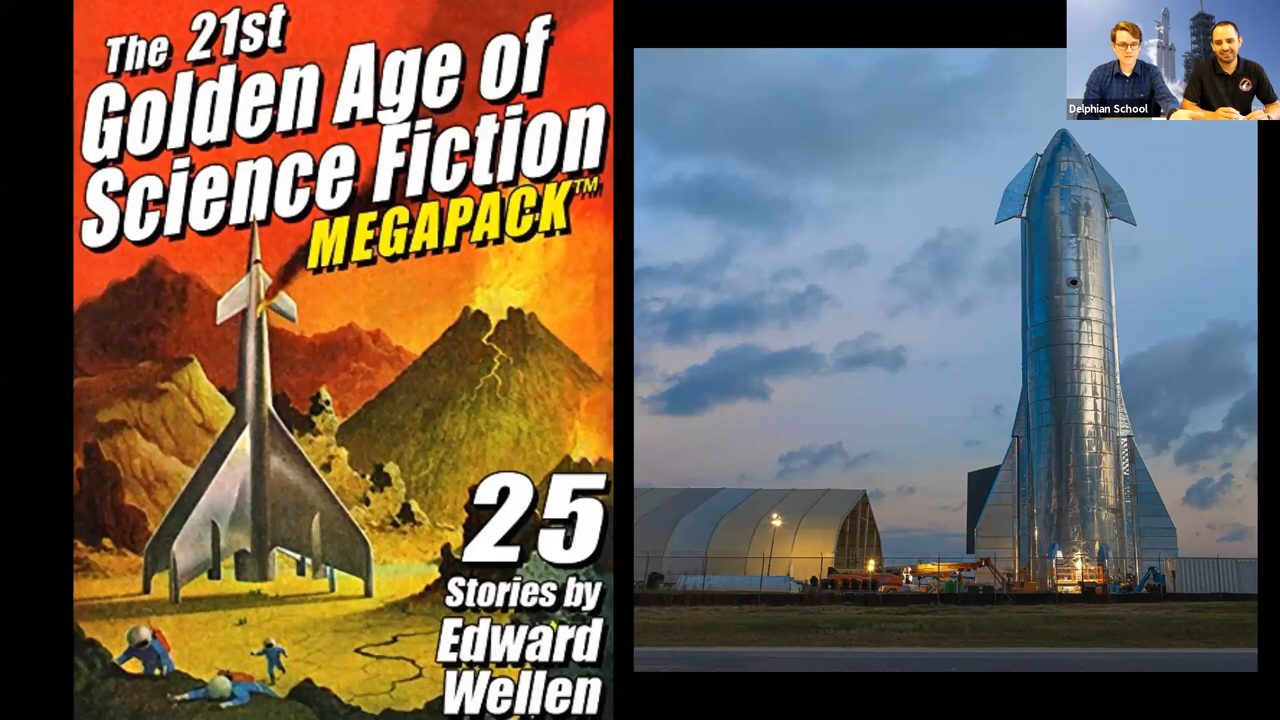 The 21st
Golden Age of
Science Fiction
MEGAPACK™
25
Stories by
Edward
Wellen
Delphian School